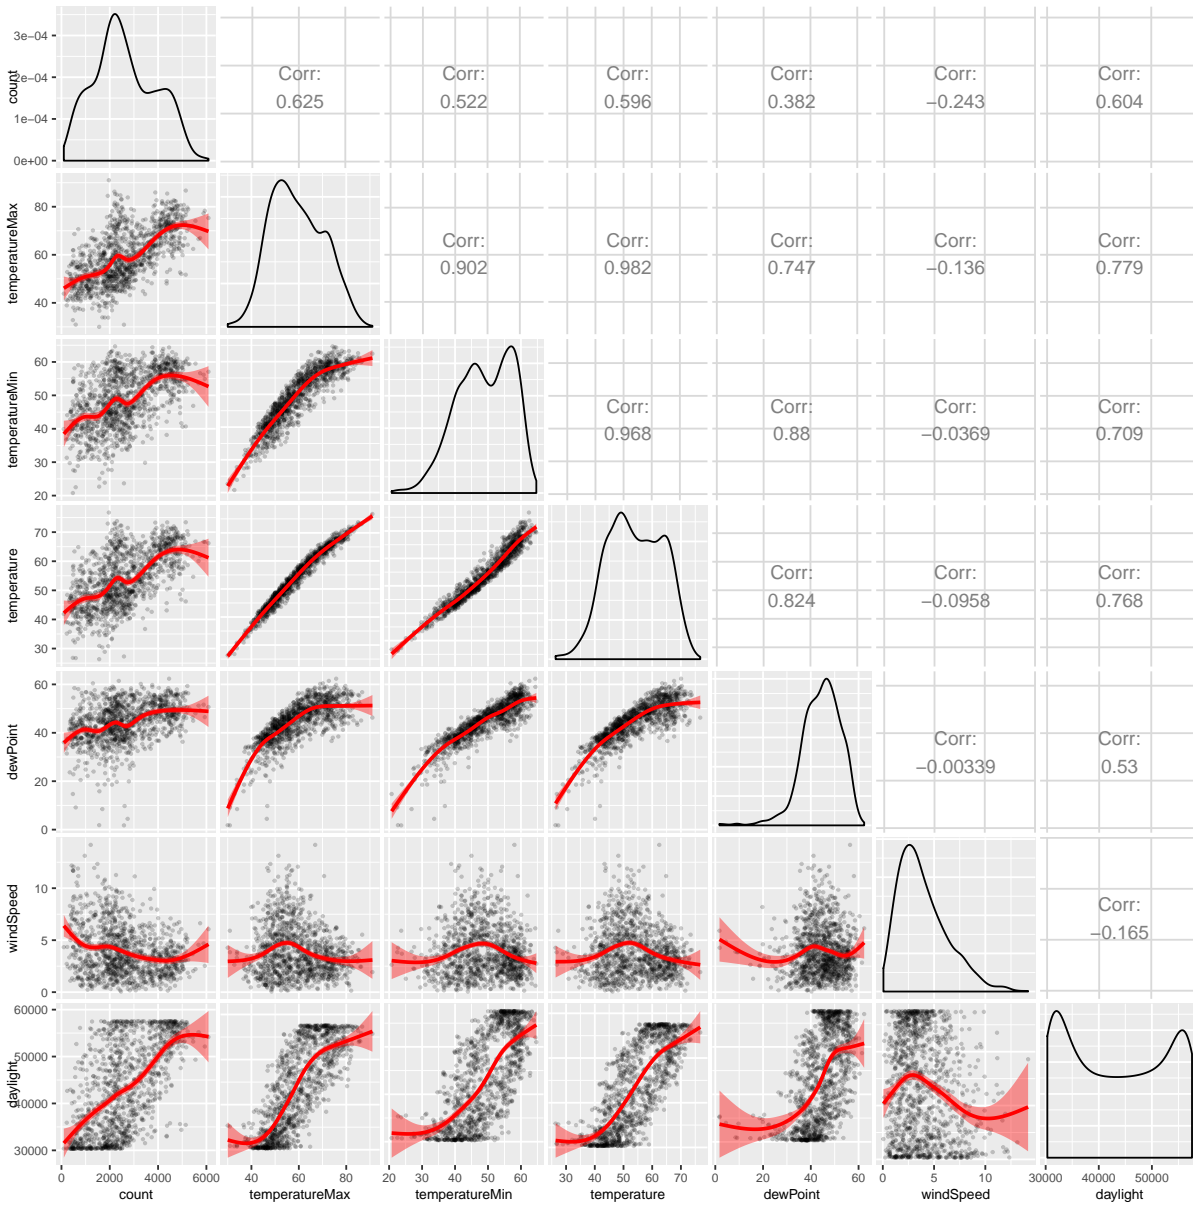 count
3e−04
2e−04
1e−04
0e+00
Corr:
0.625
Corr:
0.522
Corr:
0.596
Corr:
0.382
Corr:
−0.243
Corr:
0.604
temperatureMax
80
60
40
Corr:
0.902
Corr:
0.982
Corr:
0.747
Corr:
−0.136
Corr:
0.779
temperatureMin
60
50
40
30
20
Corr:
0.968
Corr:
0.88
Corr:
−0.0369
Corr:
0.709
temperature
70
60
50
40
30
Corr:
0.824
Corr:
−0.0958
Corr:
0.768
dewPoint
60
40
20
0
Corr:
−0.00339
Corr:
0.53
windSpeed
10
5
0
Corr:
−0.165
daylight
60000
50000
40000
30000
0 2000 4000 6000
40 60 80
20 30 40 50 60
30 40 50 60 70
0 20 40 60
0 5 10
30000 40000 50000
count temperatureMax temperatureMin temperature dewPoint windSpeed daylight